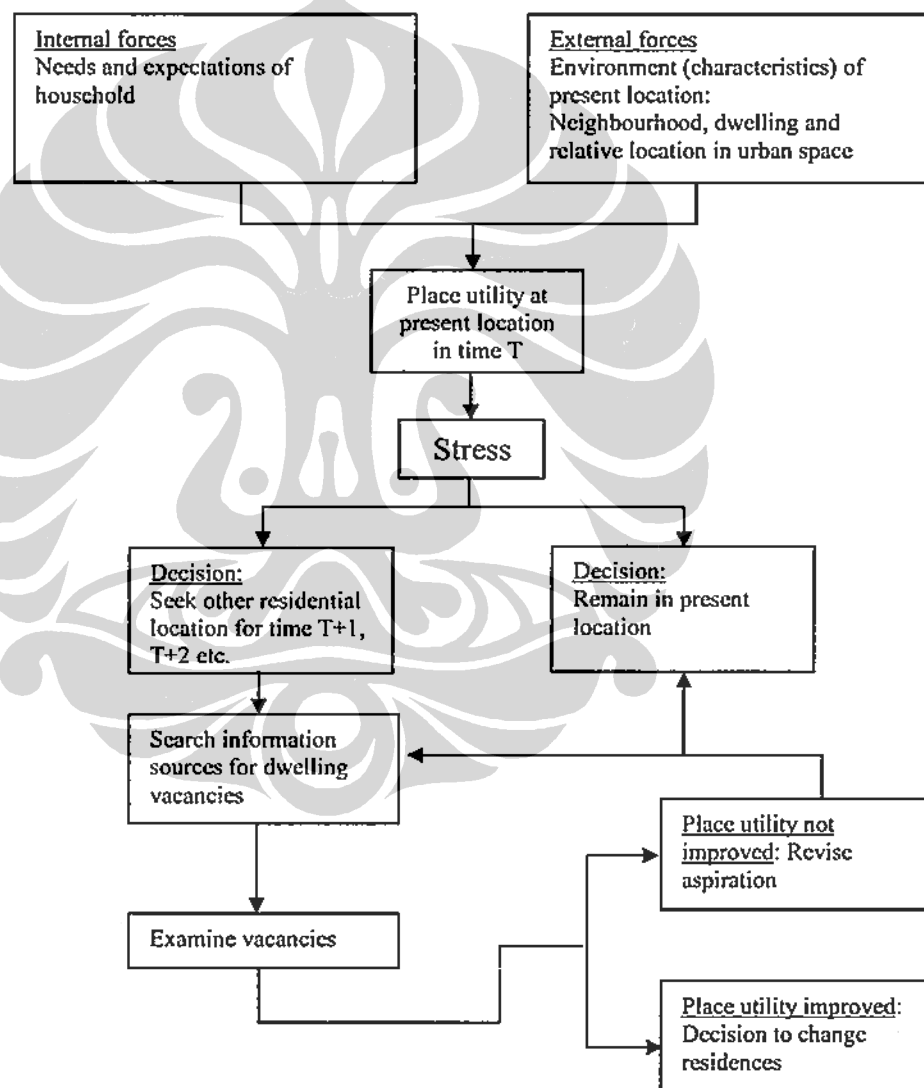 Internal forces
Needs and expectations of
household
External forces
Environment (characteristics) of
present location:
Neighbourhood, dwelling and
relative location in urban space
Place utility at
present location
in time T
Stress
Decision:
Seek other residential
location for time T+1,
T+2 etc.
Decision:
Remain in present
location
Search information
sources for dwelling
vacancies
Place utility not
improved: Revise
aspiration
Examine vacancies
Place utility improved:
Decision to change
residences